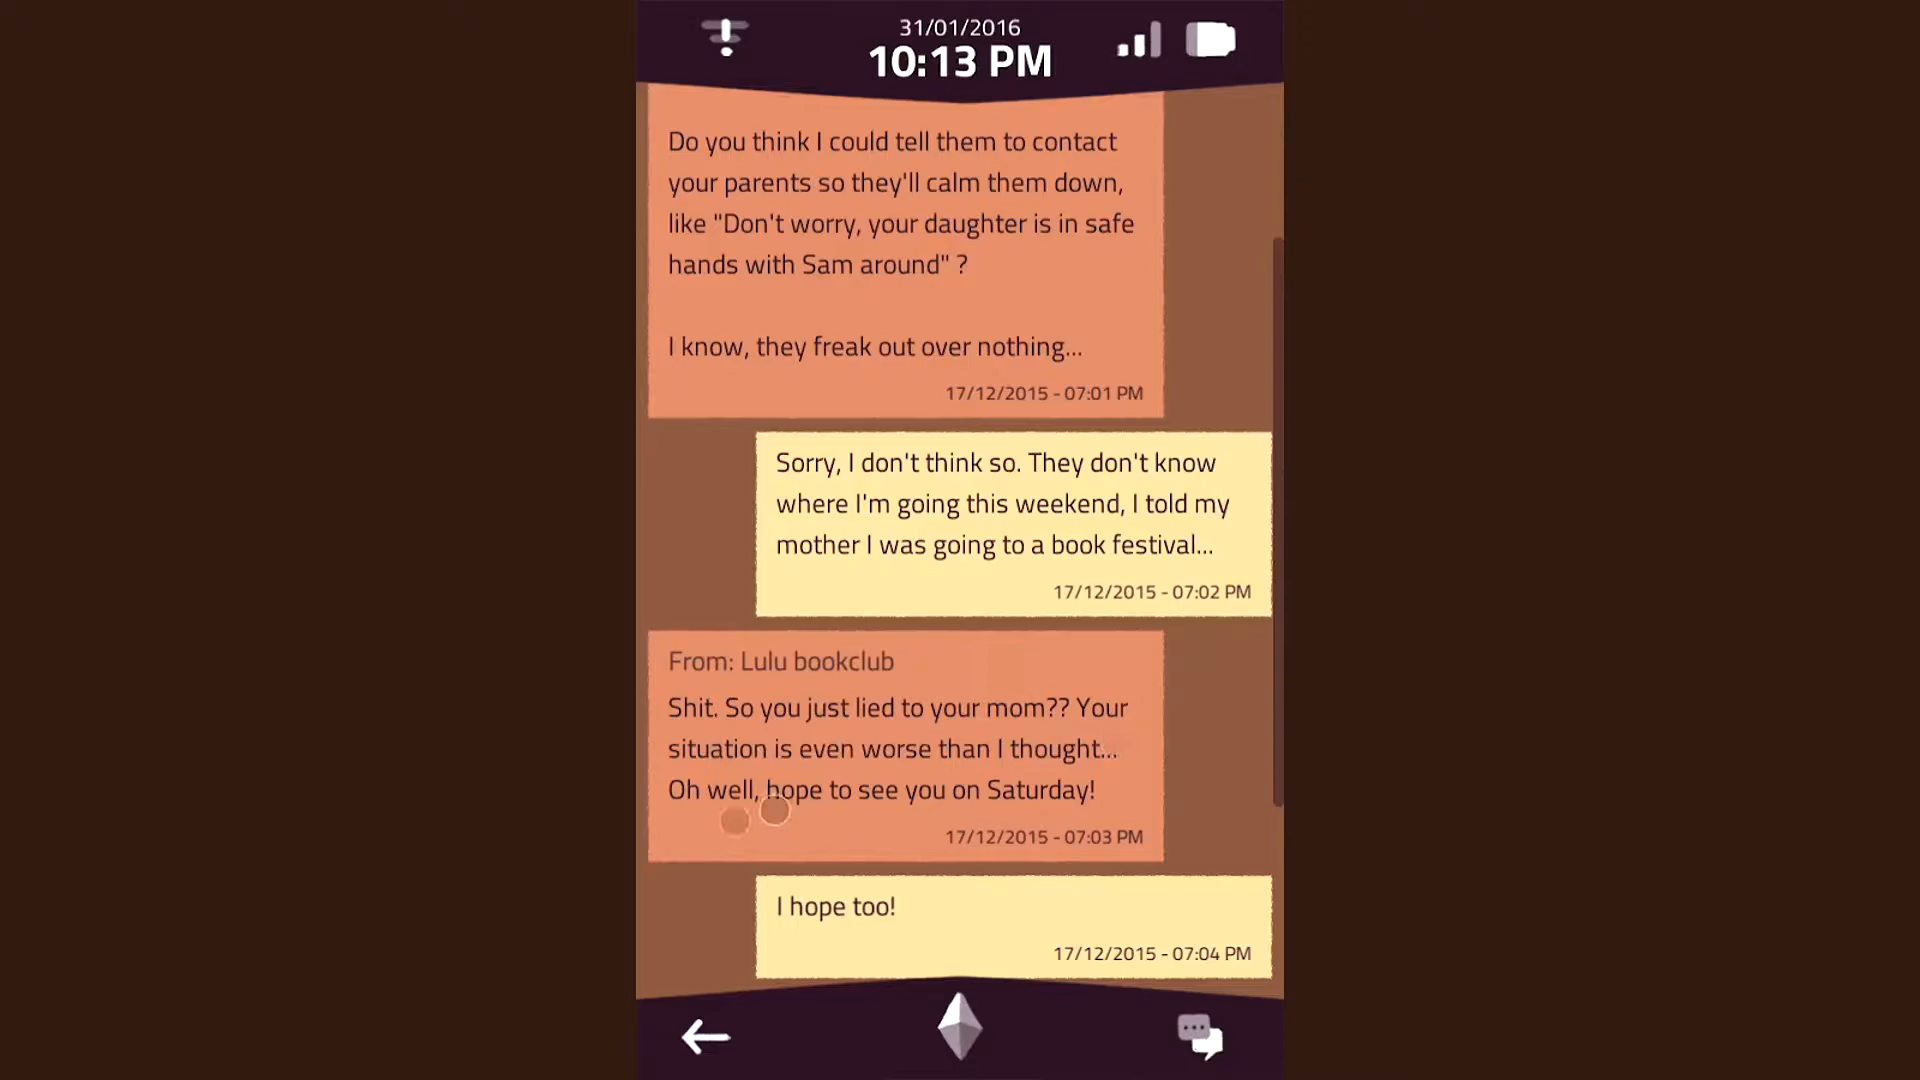 31/01/2016
10:13 PM
Do you think I could tell them to contact
your parents so they'll calm them down,
like "Don't worry, your daughter is in safe
hands with Sam around" ?
I know, they freak out over nothing...
17/12/2015 - 07:01 PM
Sorry, I don't think so. They don't know
where I'm going this weekend, I told my
mother I was going to a book festival...
17/12/2015 - 07:02 PM
From: Lulu bookclub
Shit. So you just lied to your mom?? Your
situation is even worse than I thought...
Oh well, hope to see you on Saturday!
17/12/2015 - 07:03 PM
I hope too!
17/12/2015 - 07:04 PM